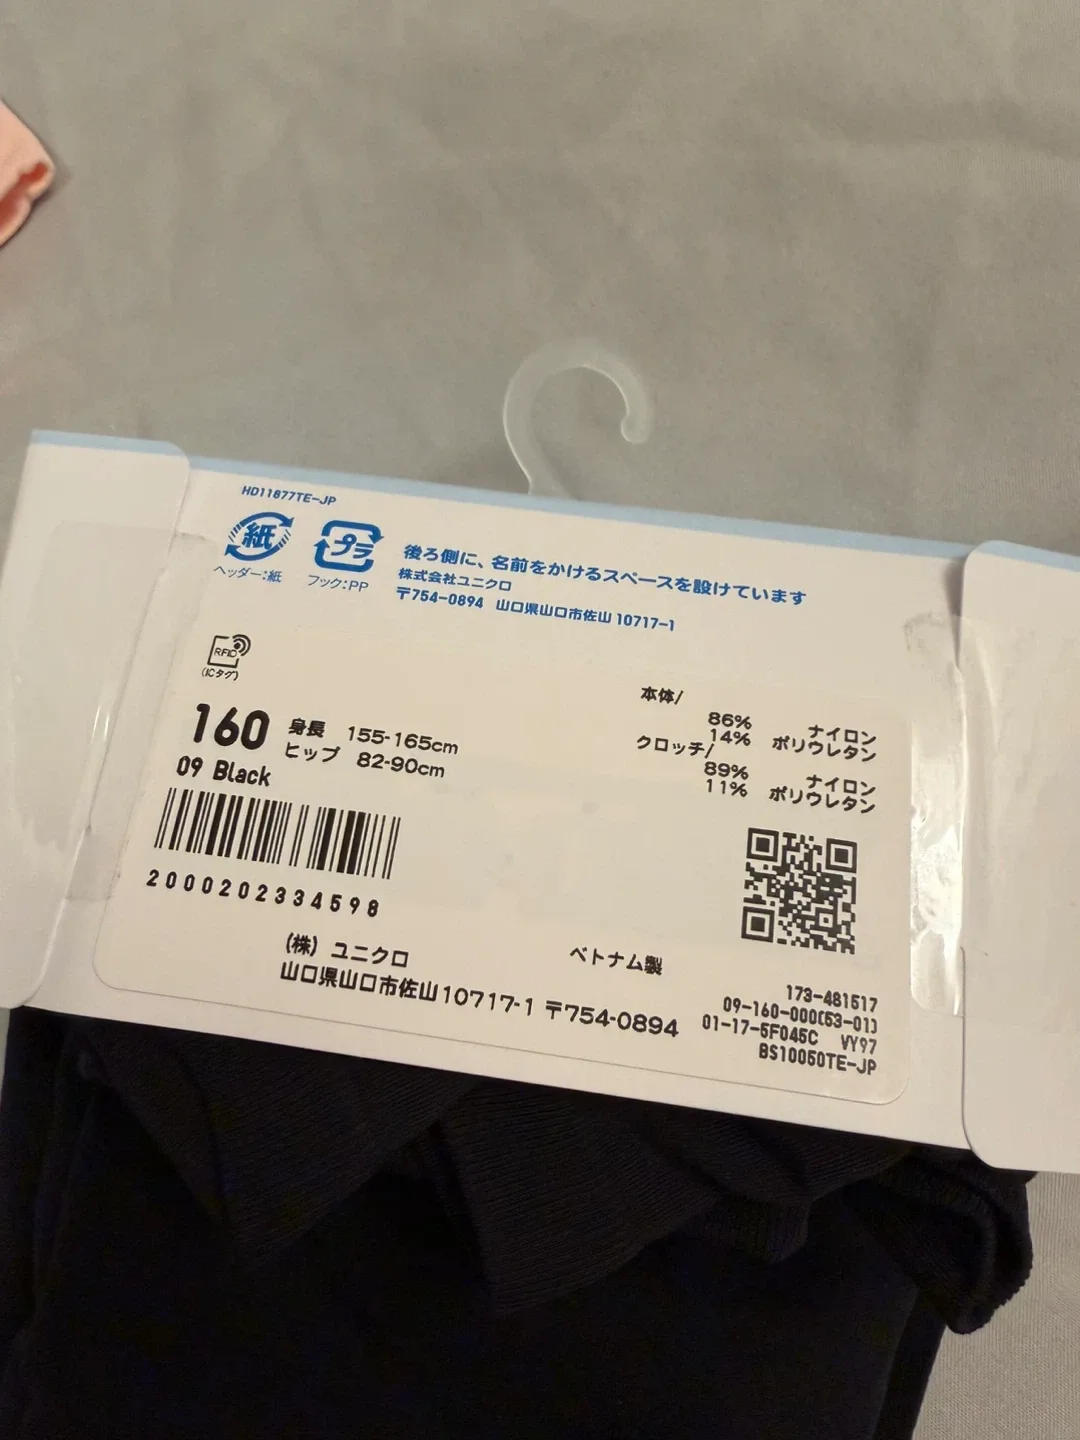 HD11877TE-JP
紙
プラ
ヘッダー:紙
フック:PP
後ろ側に、名前をかけるスペースを設けています
株式会社ユニクロ
〒754-0894 山口県山口市佐山 10717-1
RFID
(ICタグ)
160
身長 155-165cm
ヒップ 82-90cm
09 Black
2000202334598
本体/
86% ナイロン
14% ポリウレタン
クロッチ/
89% ナイロン
11% ポリウレタン
(株) ユニクロ
山口県山口市佐山10717-1 〒754-0894
ベトナム製
173-481517
09-160-000(53-01)
01-17-5F045C VY97
BS10050TE-JP